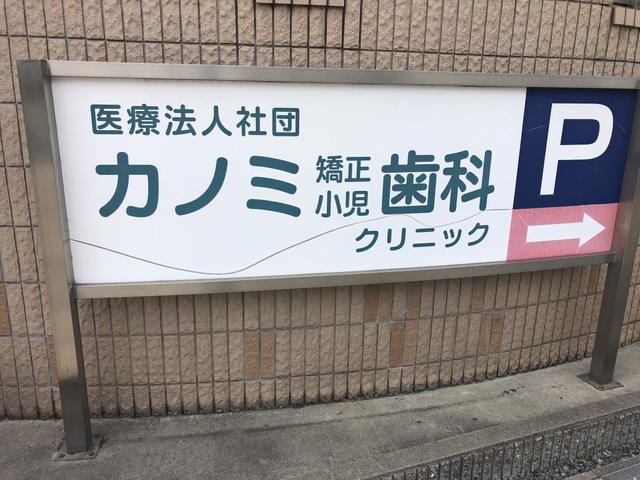 医療法人社団
カノミ矯正小児歯科
クリニック
P